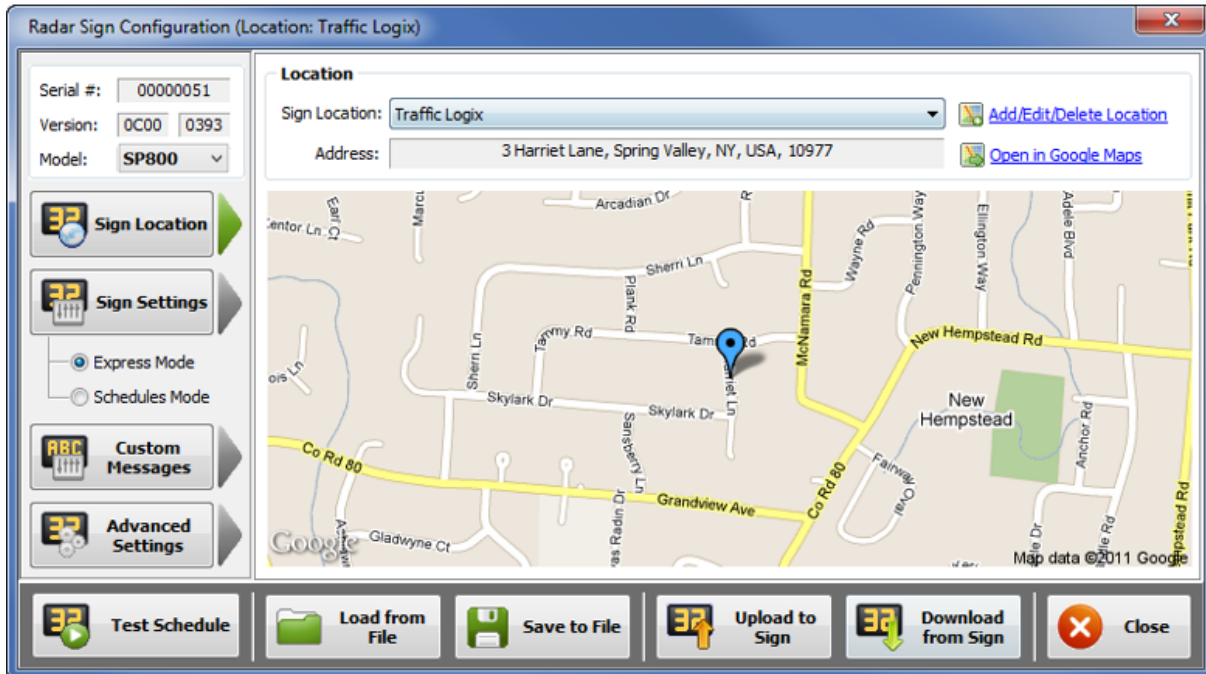 Radar Sign Configuration (Location: Traffic Logix)
Serial #: 00000051
Version: 0C00 0393
Model: SP800
Sign Location
Sign Settings
Express Mode
Schedules Mode
ABC
Custom
Messages
Advanced
Settings
Location
Sign Location: Traffic Logix
Add/Edit/Delete Location
Address: 3 Harriet Lane, Spring Valley, NY, USA, 10977
Open in Google Maps
Earl Ct
Arcadian Dr
Wayne Rd
Pennington Way
Ellington Way
Adele Blvd
Sherri Ln
Plank Rd
McNamara Rd
New Hempstead Rd
Sherri Ln
Skylark Dr
Skylark Dr
Sansberry Ln
New
Hempstead
Anchor Rd
Co Rd 80
Fairway Oval
Co Rd 80
Grandview Ave
Gladwyne Ct
Google
Map data ©2011 Google
Test Schedule
Load from
File
Save to File
Upload to
Sign
Download
from Sign
Close